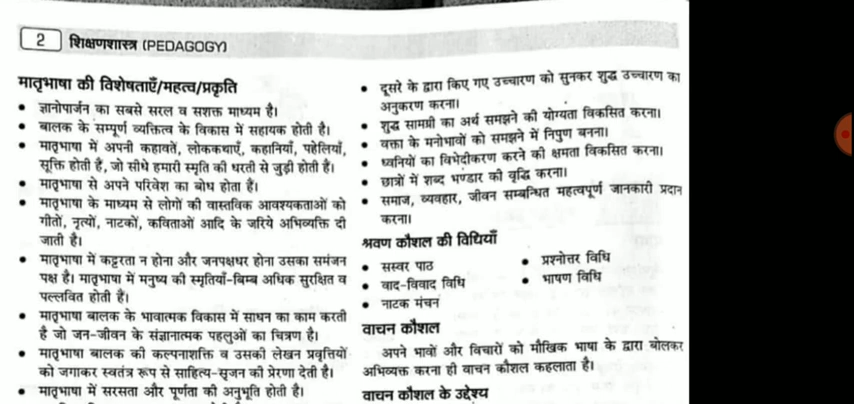 2 शिक्षणशास्त्र (PEDAGOGY)
मातृभाषा की विशेषताएँ/महत्व/प्रकृति
• ज्ञानोपार्जन का सबसे सरल व सशक्त माध्यम है।
• बालक के सम्पूर्ण व्यक्तित्व के विकास में सहायक होती है।
• मातृभाषा में अपनी कहावतें, लोककथाएँ, कहानियाँ, पहेलियाँ,
सूक्ति होती हैं, जो सीधे हमारी स्मृति की धरती से जुड़ी होती हैं।
• मातृभाषा से अपने परिवेश का बोध होता हैं।
• मातृभाषा के माध्यम से लोगों की वास्तविक आवश्यकताओं को
गीतों, नृत्यों, नाटकों, कविताओं आदि के जरिये अभिव्यक्ति दी
जाती है।
• मातृभाषा में कट्टरता न होना और जनपक्षधर होना उसका समंजन
पक्ष है। मातृभाषा में मनुष्य की स्मृतियाँ-बिम्ब अधिक सुरक्षित व
पल्लवित होती हैं।
• मातृभाषा बालक के भावात्मक विकास में साधन का काम करती
है जो जन-जीवन के संज्ञानात्मक पहलुओं का चित्रण है।
• मातृभाषा बालक की कल्पनाशक्ति व उसकी लेखन प्रवृत्तियों
को जगाकर स्वतंत्र रूप से साहित्य-सृजन की प्रेरणा देती है।
• मातृभाषा में सरसता और पूर्णता की अनुभूति होती है।
• दूसरे के द्वारा किए गए उच्चारण को सुनकर शुद्ध उच्चारण का
अनुकरण करना।
• शुद्ध सामग्री का अर्थ समझने की योग्यता विकसित करना।
• वक्ता के मनोभावों को समझने में निपुण बनना।
• ध्वनियों का विभेदीकरण करने की क्षमता विकसित करना।
• छात्रों में शब्द भण्डार की वृद्धि करना।
• समाज, व्यवहार, जीवन सम्बन्धित महत्वपूर्ण जानकारी प्रदान
करना।
श्रवण कौशल की विधियाँ
• सस्वर पाठ • प्रश्नोत्तर विधि
• वाद-विवाद विधि • भाषण विधि
• नाटक मंचन
वाचन कौशल
अपने भावों और विचारों को मौखिक भाषा के द्वारा बोलकर
अभिव्यक्त करना ही वाचन कौशल कहलाता है।
वाचन कौशल के उद्देश्य